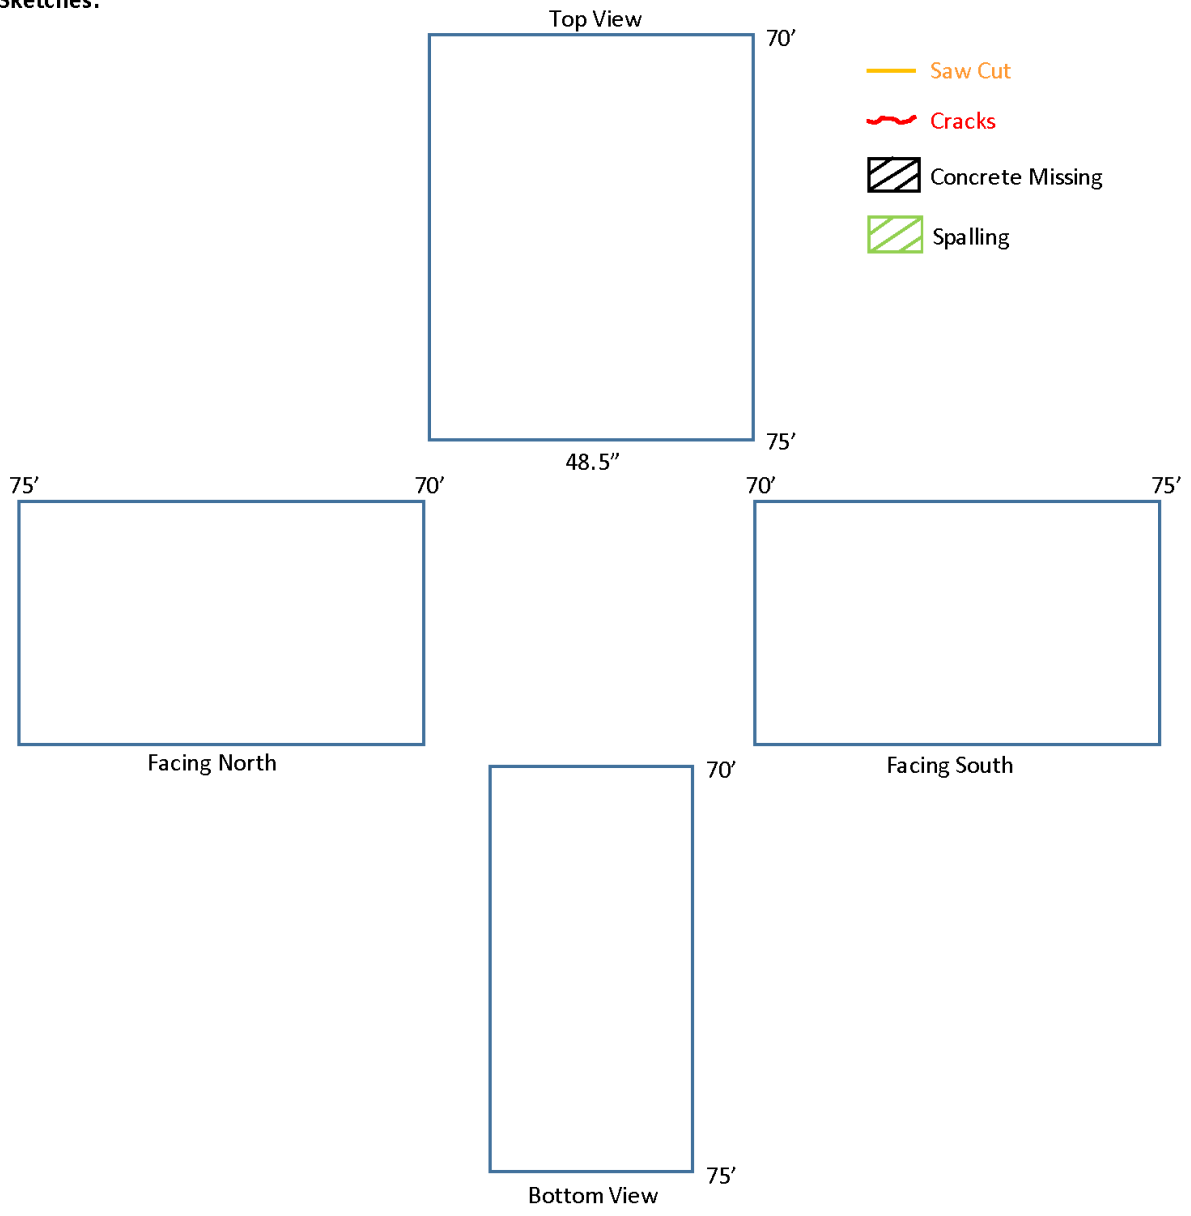 Sketches:
Top View
70’
Saw Cut
Cracks
Concrete Missing
Spalling
75’
48.5”
75’ 70’ 70’ 75’
Facing North
Facing South
70’
75’
Bottom View